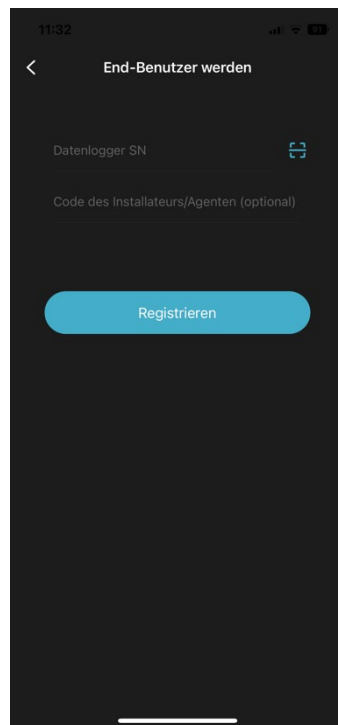 11:32
End-Benutzer werden
Datenlogger SN
Code des Installateurs/Agenten (optional)
Registrieren